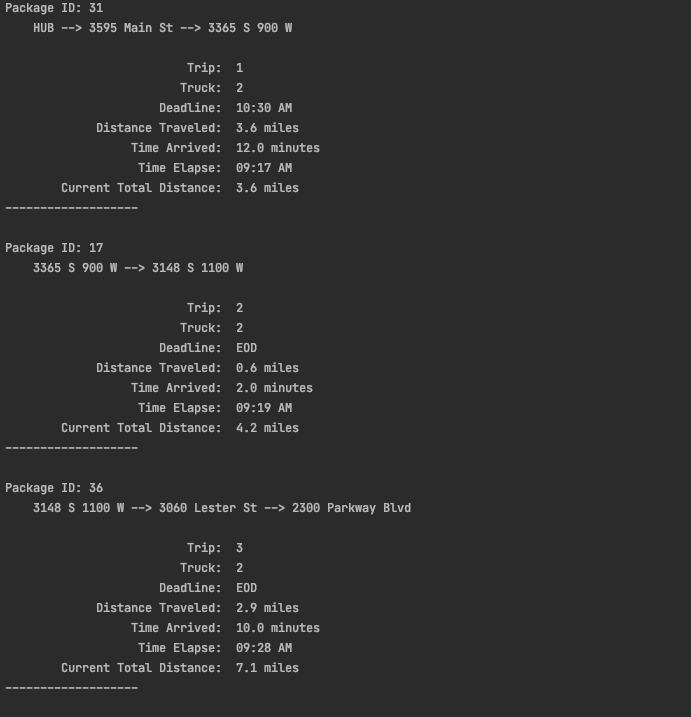 Package ID: 31
HUB --> 3595 Main St --> 3365 S 900 W
Trip: 1
Truck: 2
Deadline: 10:30 AM
Distance Traveled: 3.6 miles
Time Arrived: 12.0 minutes
Time Elapse: 09:17 AM
Current Total Distance: 3.6 miles
-------------------
Package ID: 17
3365 S 900 W --> 3148 S 1100 W
Trip: 2
Truck: 2
Deadline: EOD
Distance Traveled: 0.6 miles
Time Arrived: 2.0 minutes
Time Elapse: 09:19 AM
Current Total Distance: 4.2 miles
-------------------
Package ID: 36
3148 S 1100 W --> 3060 Lester St --> 2300 Parkway Blvd
Trip: 3
Truck: 2
Deadline: EOD
Distance Traveled: 2.9 miles
Time Arrived: 10.0 minutes
Time Elapse: 09:28 AM
Current Total Distance: 7.1 miles
-------------------